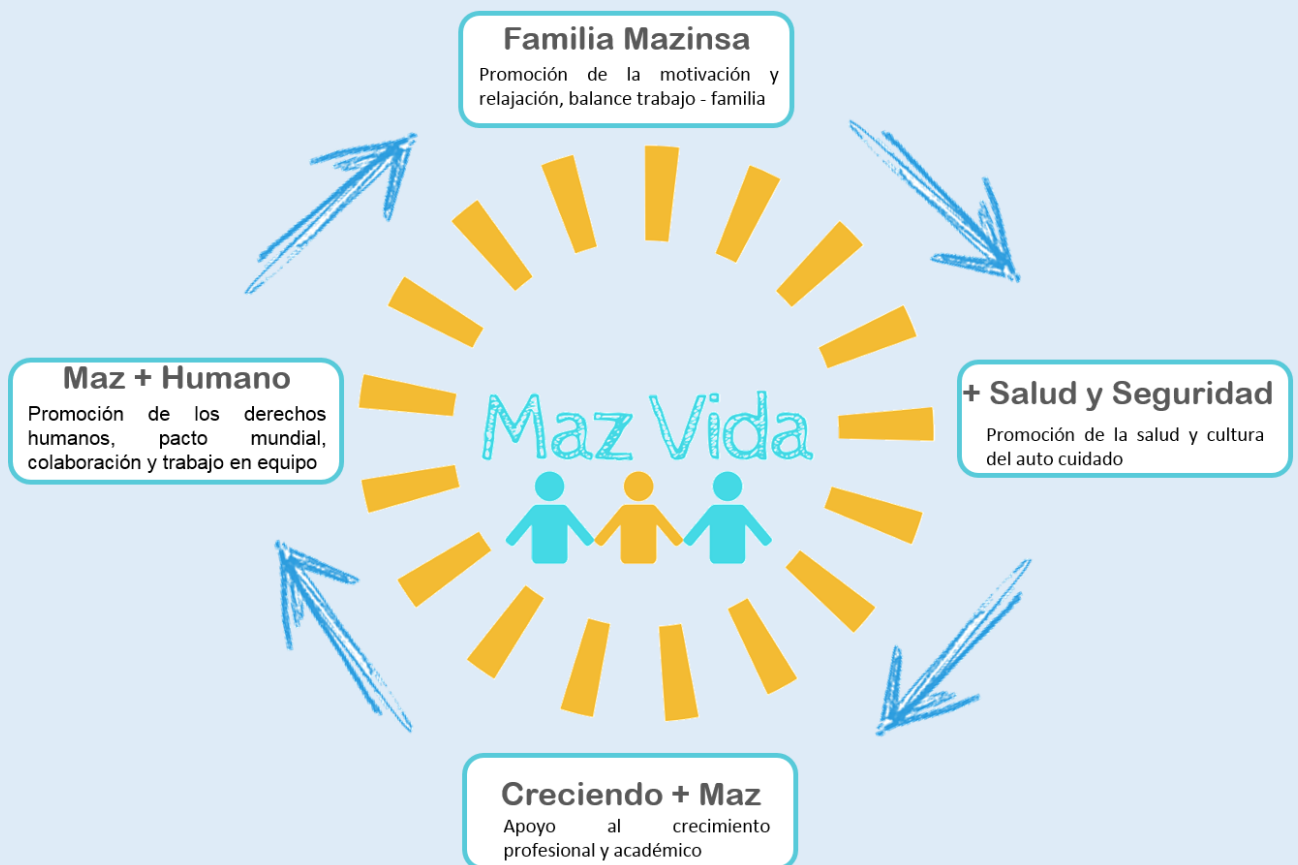 Familia Mazinsa
Promoción de la motivación y
relajación, balance trabajo - familia
Maz + Humano
Promoción de los derechos
humanos, pacto mundial,
colaboración y trabajo en equipo
Maz Vida
+ Salud y Seguridad
Promoción de la salud y cultura
del auto cuidado
Creciendo + Maz
Apoyo al crecimiento
profesional y académico